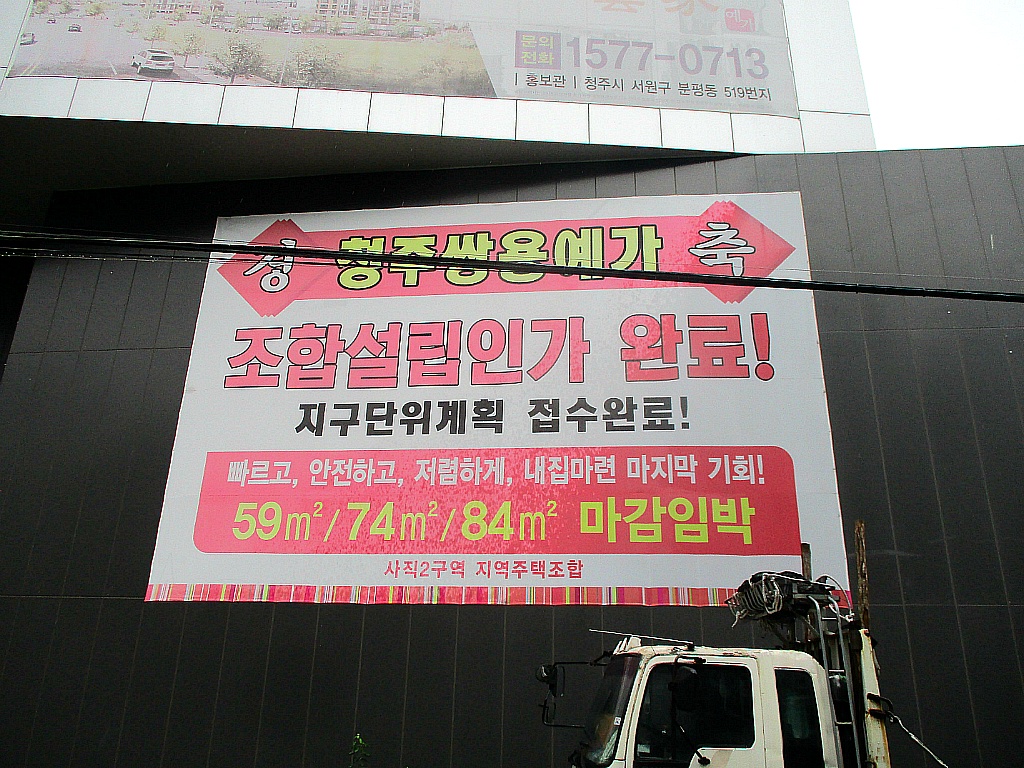 문의
전화 1577-0713
| 홍보관 | 청주시 서원구 분평동 519번지
경 청주쌍용예가 축
조합설립인가 완료!
지구단위계획 접수완료!
빠르고, 안전하고, 저렴하게, 내집마련 마지막 기회!
59㎡/74㎡/84㎡ 마감임박
사직2구역 지역주택조합